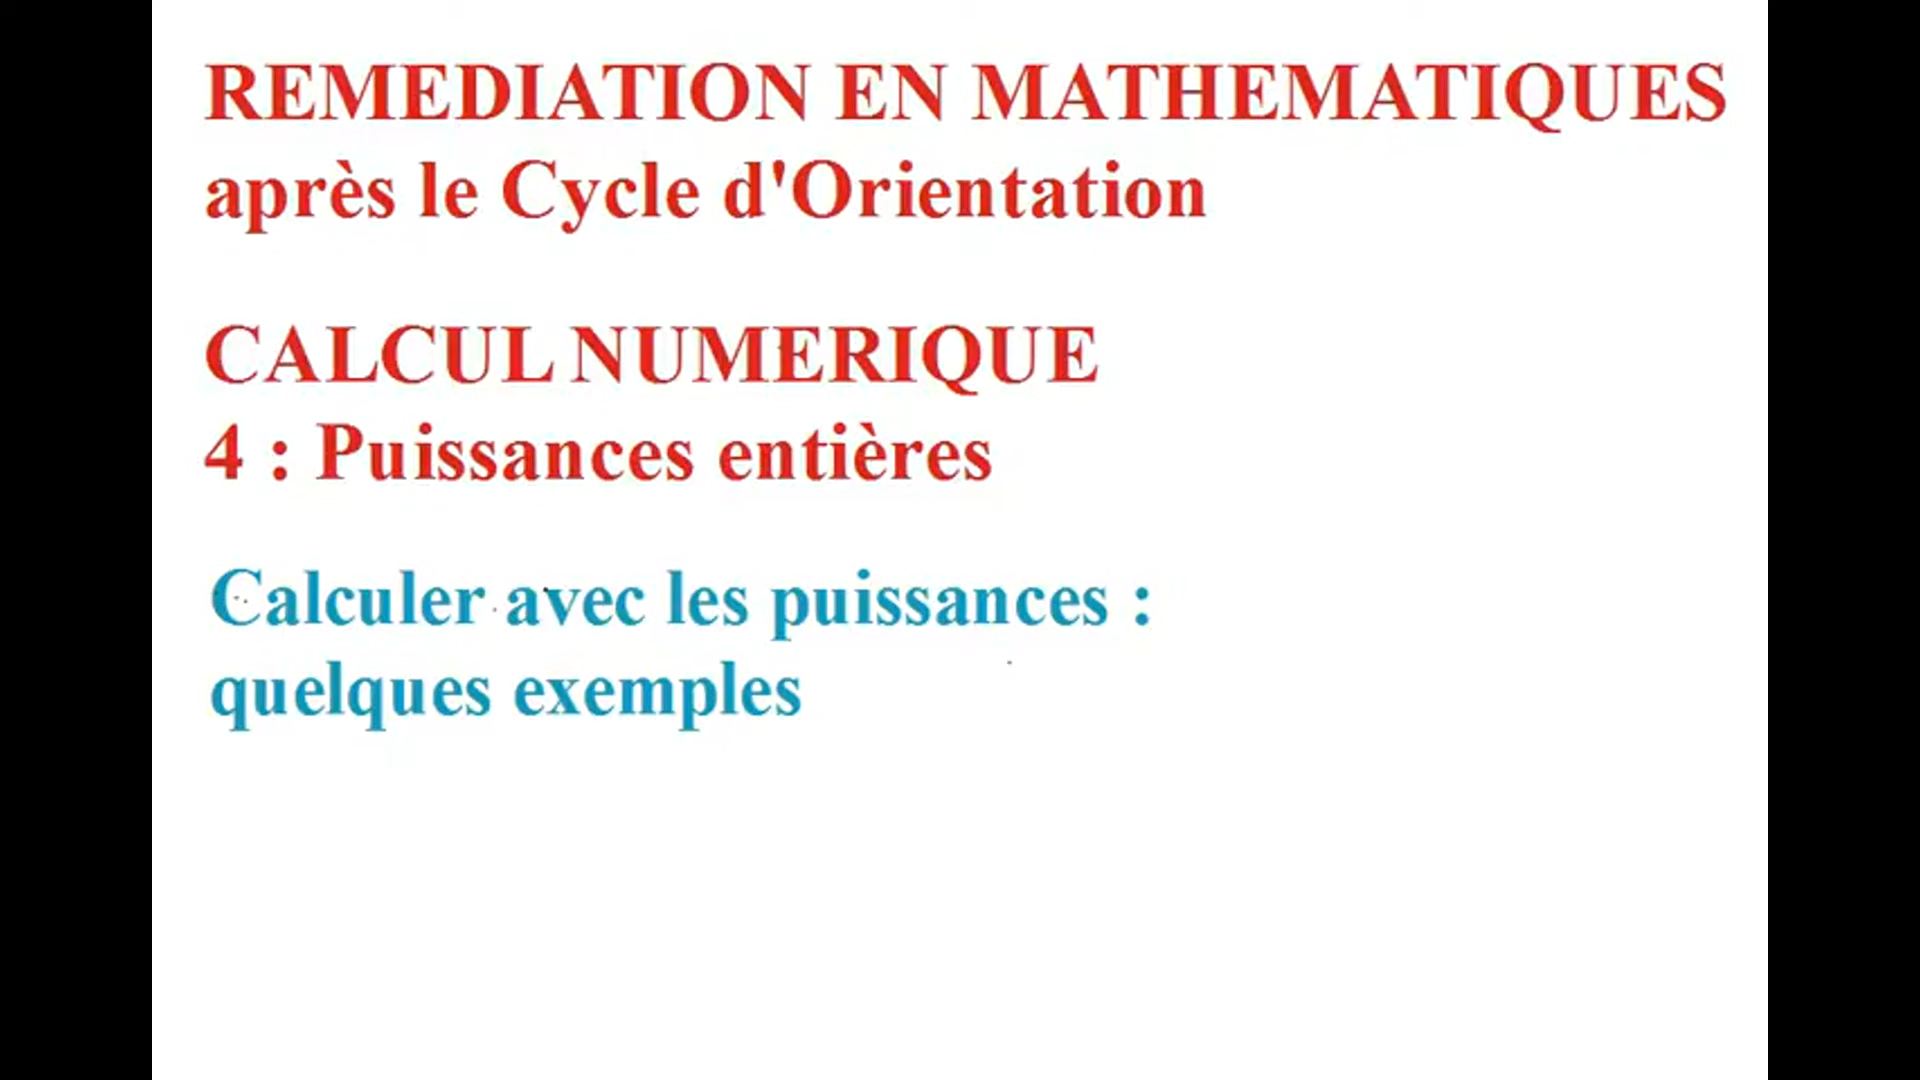 REMEDIATION EN MATHEMATIQUES
après le Cycle d'Orientation
CALCUL NUMERIQUE
4 : Puissances entières
Calculer avec les puissances :
quelques exemples